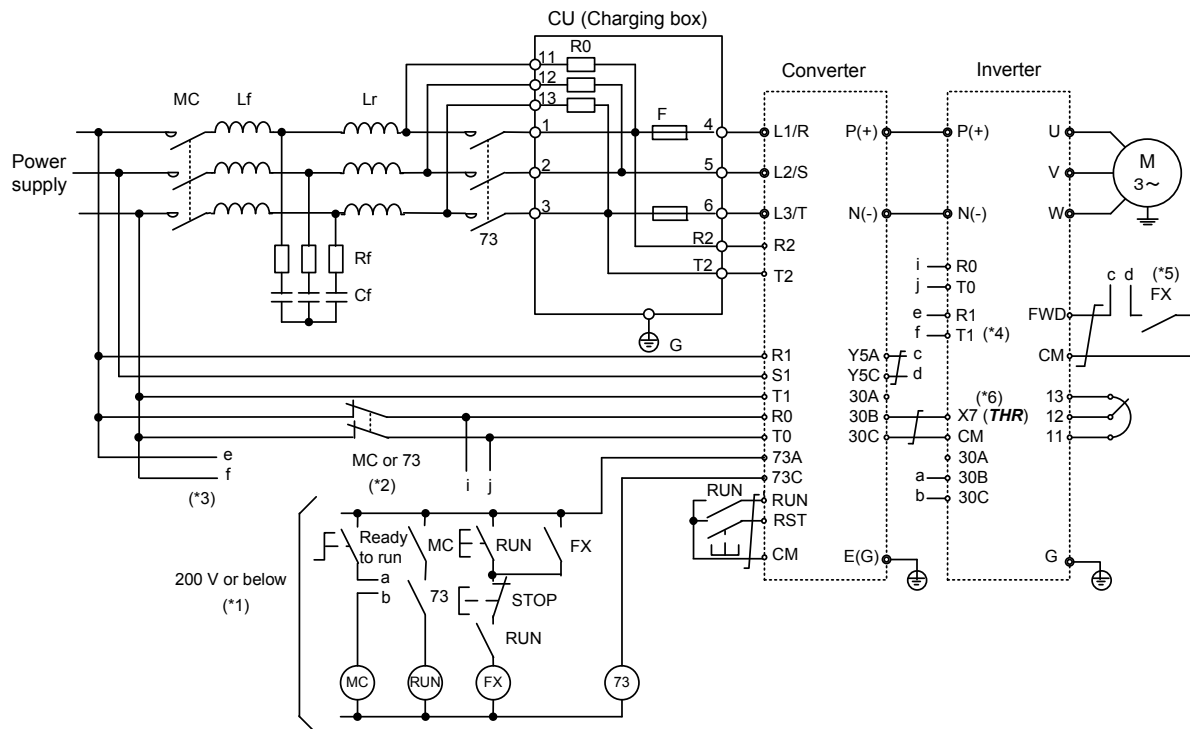 CU (Charging box)
R0
11
12
13
Converter
Inverter
MC
Lf
Lr
1
F
4
L1/R
P(+)
P(+)
U
Power
supply
2
5
L2/S
V
M
3~
3
6
L3/T
N(-)
N(-)
W
73
R2
R2
T2
T2
Rf
Cf
i
R0
j
T0
e
R1
f
T1
(*4)
c
d
(*5)
FX
FWD
CM
G
R1
S1
T1
R0
T0
73A
73C
RUN
RST
CM
Y5A
c
Y5C
d
30A
30B
30C
E(G)
(*6)
X7 (THR)
CM
30A
a
30B
b
30C
13
12
11
G
e
f
(*3)
MC or 73
(*2)
i
j
RUN
200 V or below
(*1)
Ready
to run
a
b
MC
73
RUN
FX
STOP
RUN
MC
RUN
FX
73